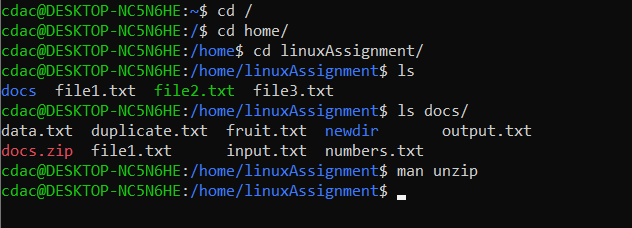 cdac@DESKTOP-NC5N6HE:~$ cd /
cdac@DESKTOP-NC5N6HE:/$ cd home/
cdac@DESKTOP-NC5N6HE:/home$ cd linuxAssignment/
cdac@DESKTOP-NC5N6HE:/home/linuxAssignment$ ls
docs  file1.txt  file2.txt  file3.txt
cdac@DESKTOP-NC5N6HE:/home/linuxAssignment$ ls docs/
data.txt  duplicate.txt  fruit.txt  newdir       output.txt
docs.zip  file1.txt      input.txt  numbers.txt
cdac@DESKTOP-NC5N6HE:/home/linuxAssignment$ man unzip
cdac@DESKTOP-NC5N6HE:/home/linuxAssignment$